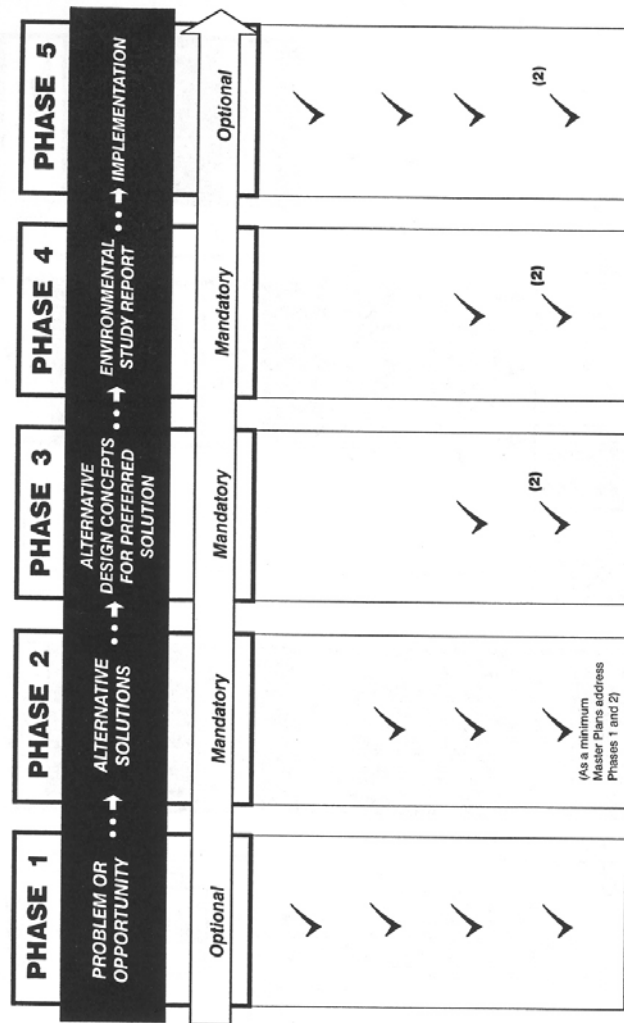 PHASE 1
PHASE 2
PHASE 3
PHASE 4
PHASE 5
PROBLEM OR
OPPORTUNITY
ALTERNATIVE
SOLUTIONS
ALTERNATIVE
DESIGN CONCEPTS
FOR PREFERRED
SOLUTION
ENVIRONMENTAL
STUDY REPORT
IMPLEMENTATION
Optional
Mandatory
Mandatory
Mandatory
Optional
(2)
(2)
(2)
(As a minimum
Master Plans address
Phases 1 and 2)